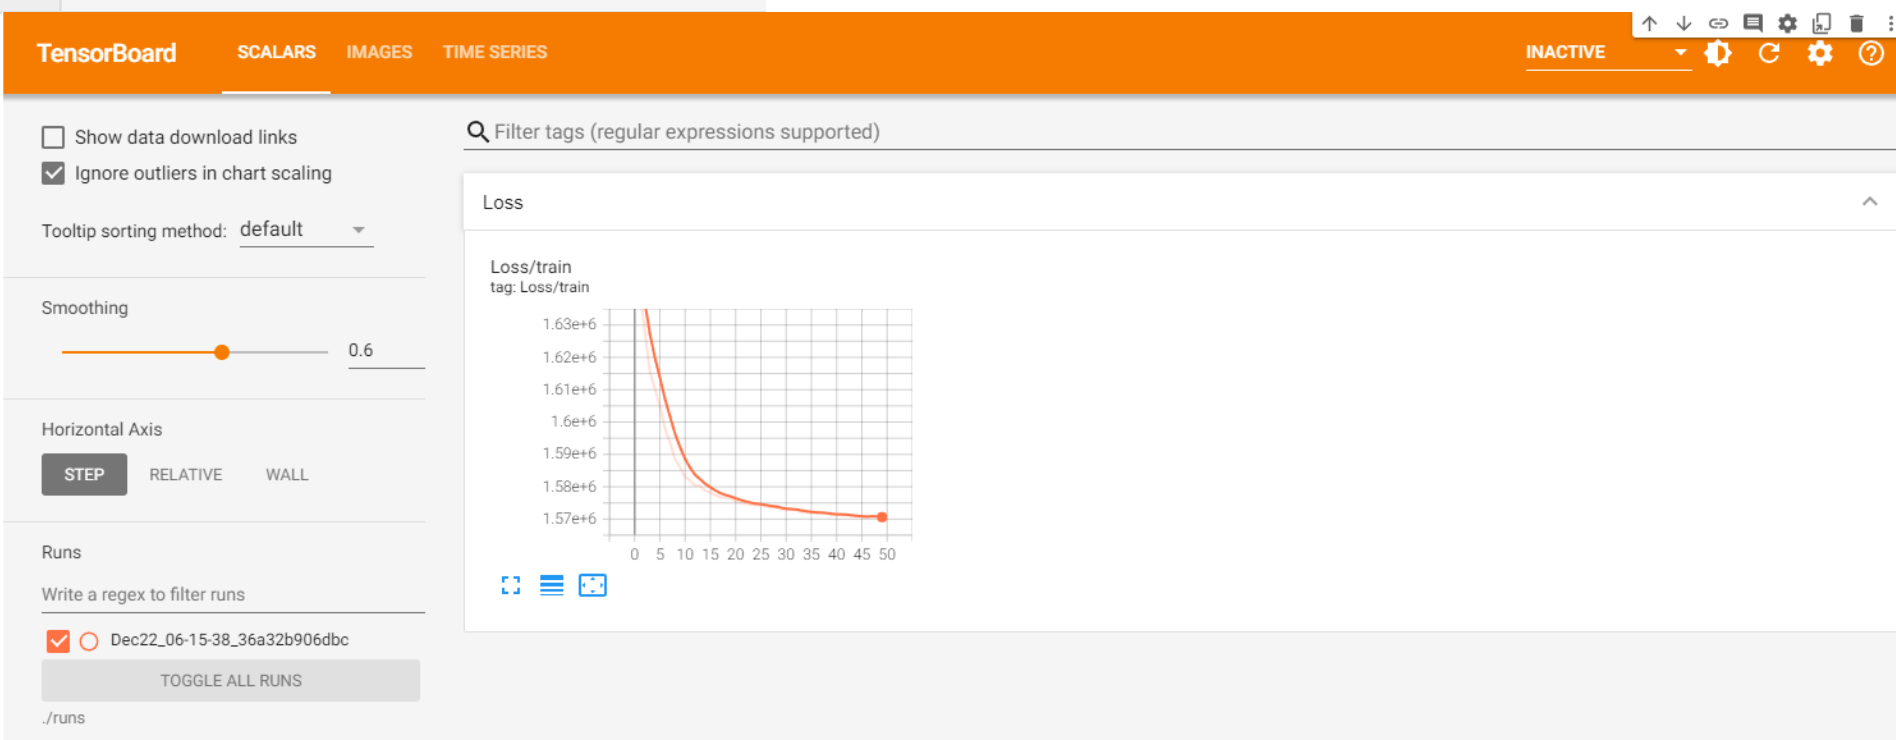 TensorBoard SCALARS IMAGES TIME SERIES INACTIVE
Show data download links
Ignore outliers in chart scaling
Tooltip sorting method: default
Smoothing
0.6
Horizontal Axis
STEP RELATIVE WALL
Runs
Write a regex to filter runs
Dec22_06-15-38_36a32b906dbc
TOGGLE ALL RUNS
./runs
Filter tags (regular expressions supported)
Loss
Loss/train
tag: Loss/train
1.63e+6
1.62e+6
1.61e+6
1.6e+6
1.59e+6
1.58e+6
1.57e+6
0 5 10 15 20 25 30 35 40 45 50